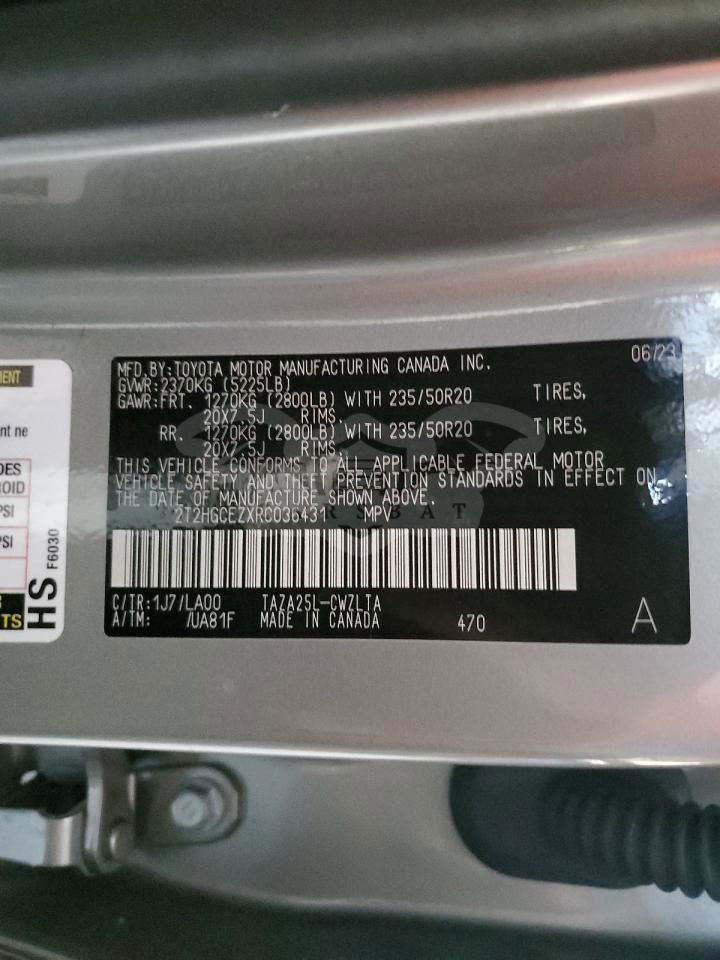 MFD.BY:TOYOTA MOTOR MANUFACTURING CANADA INC. 06/23
GVWR:2370KG (5225LB)
GAWR:FRT. 1270KG (2800LB) WITH 235/50R20 TIRES,
20X7.5J RIMS,
RR. 1270KG (2800LB) WITH 235/50R20 TIRES,
20X7.5J RIMS,
THIS VEHICLE CONFORMS TO ALL APPLICABLE FEDERAL MOTOR
VEHICLE SAFETY AND THEFT PREVENTION STANDARDS IN EFFECT ON
THE DATE OF MANUFACTURE SHOWN ABOVE.
2T2HGCEZXRC036431 MPV
C/TR:1J7/LA00 TAZA25L-CWZLTA
A/TM: /UA81F MADE IN CANADA 470 A
HS F6030
PSI
PSI
TS